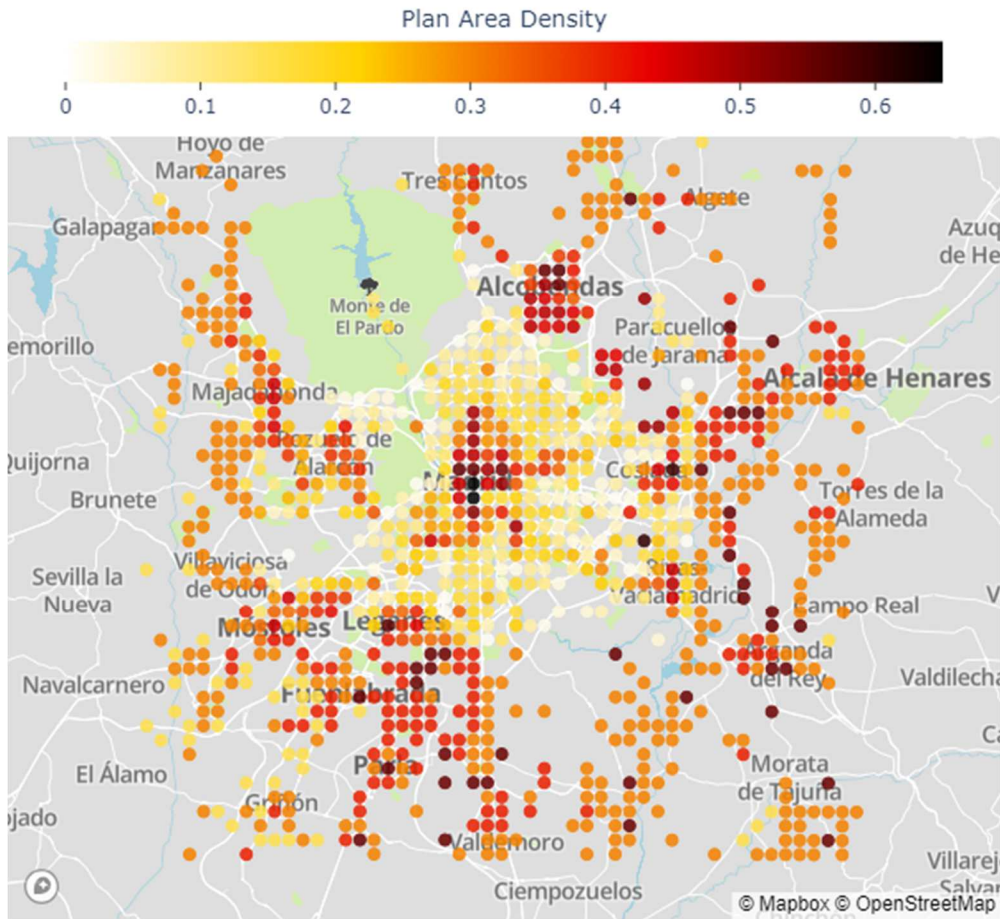 Plan Area Density
0 0.1 0.2 0.3 0.4 0.5 0.6
Hoyo de
Manzanares
Tres Cantos
Algete
Galapagar
Azuq
de He
Alcobendas
Monte de
El Pardo
Paracuellos
de Jarama
emorillo
Alcalá de Henares
Majadahonda
Pozuelo de
Alarcón
Quijorna
Madrid
Coslada
Brunete
Torres de la
Alameda
Villaviciosa
de Odón
Rivas-
Vaciamadrid
Sevilla la
Nueva
V
Campo Real
Móstoles
Leganés
Arganda
del Rey
Navalcarnero
Fuenlabrada
Valdilecha
Ca
El Álamo
Parla
Morata
de Tajuña
Griñón
ojado
Valdemoro
Villarej
Salvar
Ciempozuelos
© Mapbox © OpenStreetMap